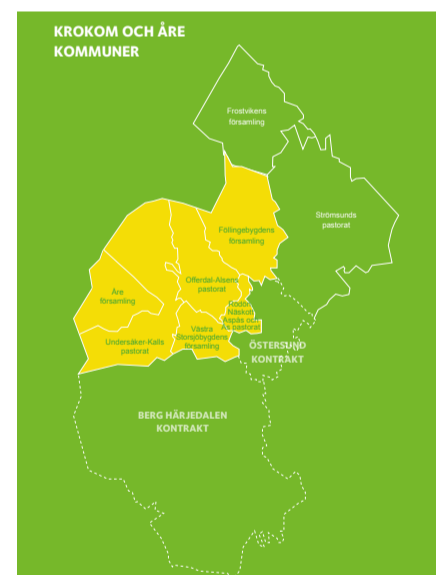 KROKOM OCH ÅRE
KOMMUNER
Frostvikens
församling
Strömsunds
pastorat
Föllingebygdens
församling
Offerdal-Alsens
pastorat
Åre
församling
Rödön
Näskott
Aspås och
Ås pastorat
Västra
Storsjöbygdens
församling
Undersåker-Kalls
pastorat
ÖSTERSUND
KONTRAKT
BERG HÄRJEDALEN
KONTRAKT